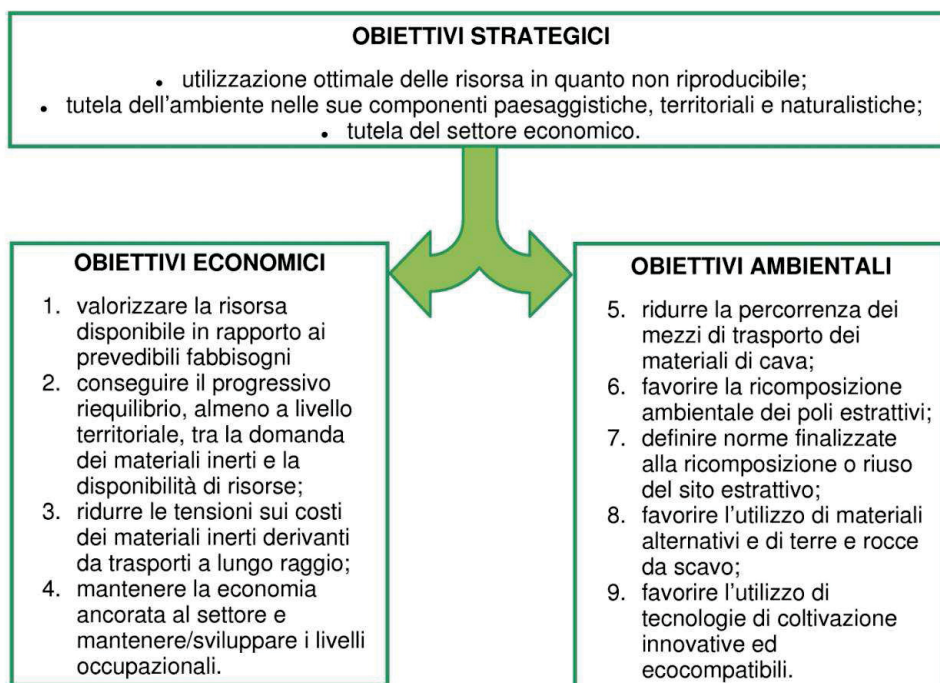 OBIETTIVI STRATEGICI
• utilizzazione ottimale delle risorsa in quanto non riproducibile;
• tutela dell'ambiente nelle sue componenti paesaggistiche, territoriali e naturalistiche;
• tutela del settore economico.
OBIETTIVI ECONOMICI
1. valorizzare la risorsa
disponibile in rapporto ai
prevedibili fabbisogni
2. conseguire il progressivo
riequilibrio, almeno a livello
territoriale, tra la domanda
dei materiali inerti e la
disponibilità di risorse;
3. ridurre le tensioni sui costi
dei materiali inerti derivanti
da trasporti a lungo raggio;
4. mantenere la economia
ancorata al settore e
mantenere/sviluppare i livelli
occupazionali.
OBIETTIVI AMBIENTALI
5. ridurre la percorrenza dei
mezzi di trasporto dei
materiali di cava;
6. favorire la ricomposizione
ambientale dei poli estrattivi;
7. definire norme finalizzate
alla ricomposizione o riuso
del sito estrattivo;
8. favorire l'utilizzo di materiali
alternativi e di terre e rocce
da scavo;
9. favorire l'utilizzo di
tecnologie di coltivazione
innovative ed
ecocompatibili.